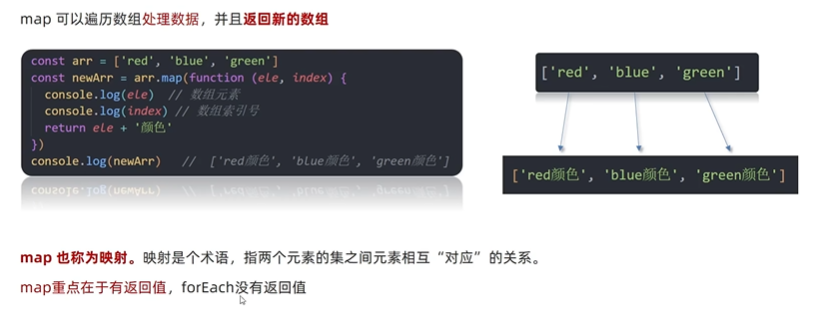 map 可以遍历数组处理数据，并且返回新的数组
const arr = ['red', 'blue', 'green']
const newArr = arr.map(function (ele, index) {
console.log(ele)  // 数组元素
console.log(index) // 数组索引号
return ele + '颜色'
})
console.log(newArr)   //  ['red颜色', 'blue颜色', 'green颜色']
['red', 'blue', 'green']
['red颜色', 'blue颜色', 'green颜色']
map 也称为映射。映射是个术语，指两个元素的集之间元素相互“对应”的关系。
map重点在于有返回值，forEach没有返回值